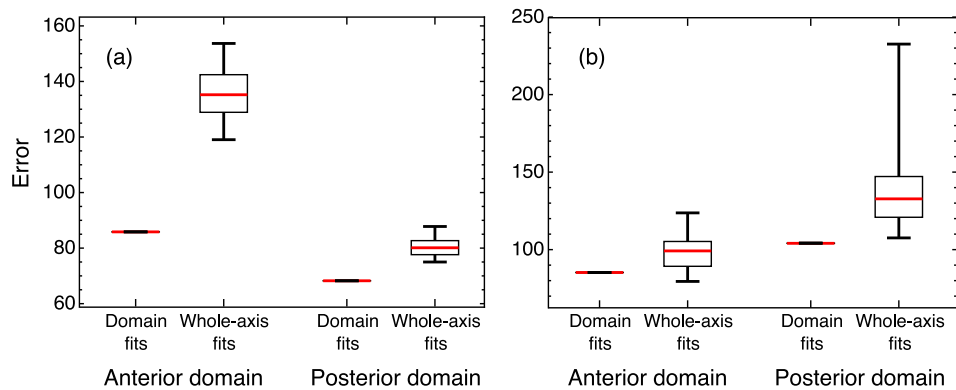 (a)
Error
160
140
120
100
80
60
Domain fits
Whole-axis fits
Domain fits
Whole-axis fits
Anterior domain
Posterior domain
(b)
250
200
150
100
Domain fits
Whole-axis fits
Domain fits
Whole-axis fits
Anterior domain
Posterior domain